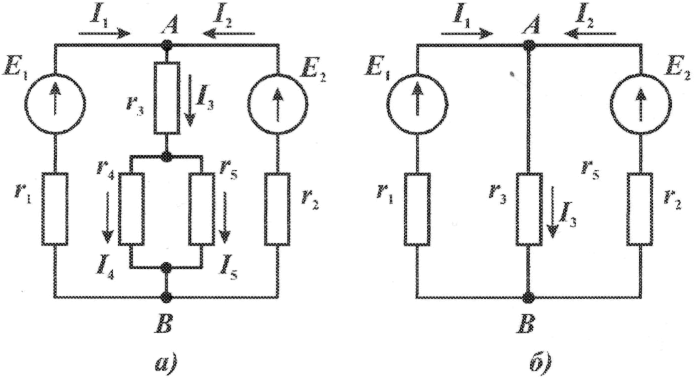 I₁ A I₂ I₁ A I₂
E₁ E₂ E₁ E₂
r₃ I₃
r₄ r₅ r₅
r₁ r₂ r₁ r₃ r₂
I₃
I₄ I₅
B B
а) б)